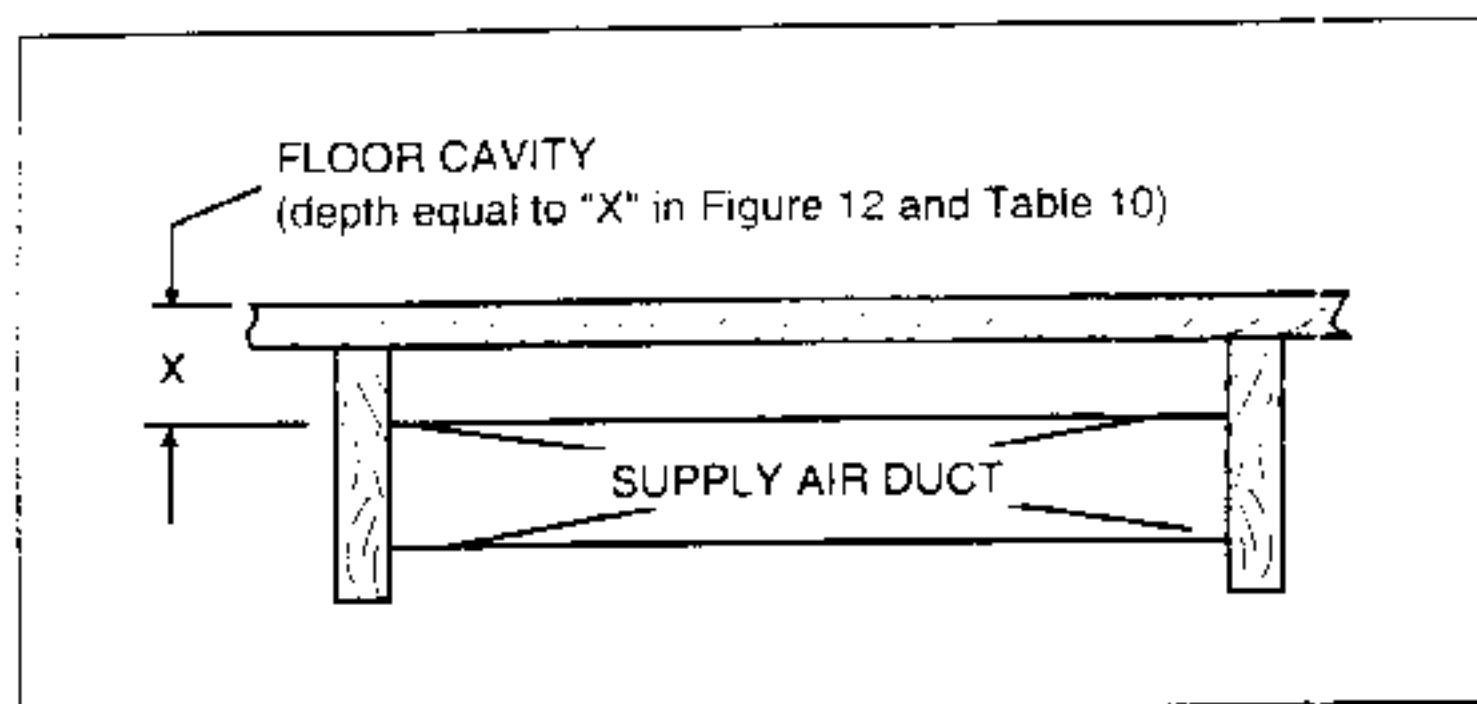 FLOOR CAVITY
(depth equal to "X" in Figure 12 and Table 10)
X
SUPPLY AIR DUCT